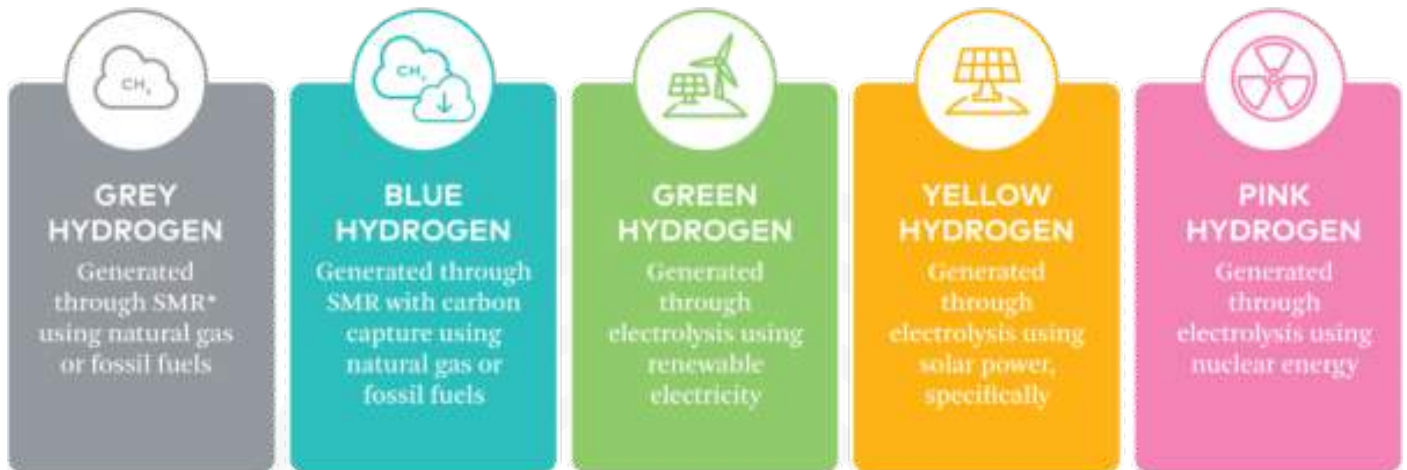 CH₄
GREY
HYDROGEN
Generated
through SMR*
using natural gas
or fossil fuels
CH₄
BLUE
HYDROGEN
Generated through
SMR with carbon
capture using
natural gas or
fossil fuels
GREEN
HYDROGEN
Generated
through
electrolysis using
renewable
electricity
YELLOW
HYDROGEN
Generated
through
electrolysis using
solar power,
specifically
PINK
HYDROGEN
Generated
through
electrolysis using
nuclear energy